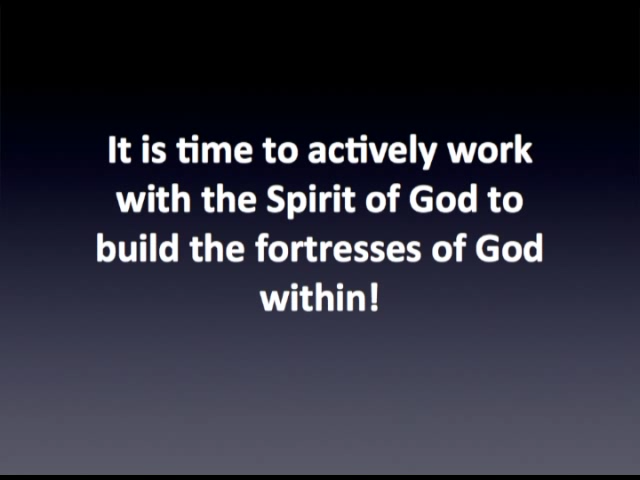 It is time to actively work
with the Spirit of God to
build the fortresses of God
within!